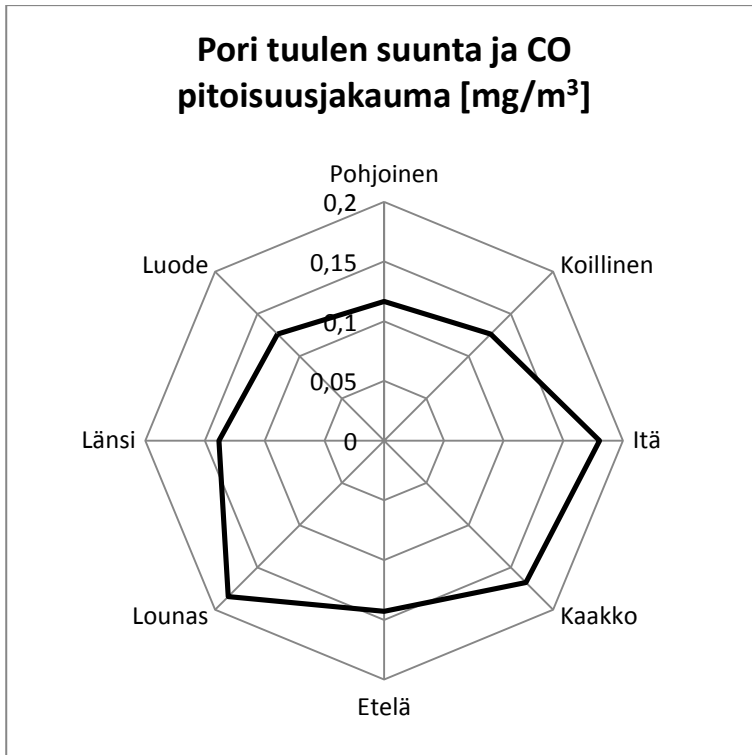 Pori tuulen suunta ja CO
pitoisuusjakauma [mg/m³]
Pohjoinen
0,2
0,15
Luode
Koillinen
0,1
0,05
Länsi
0
Itä
Lounas
Kaakko
Etelä